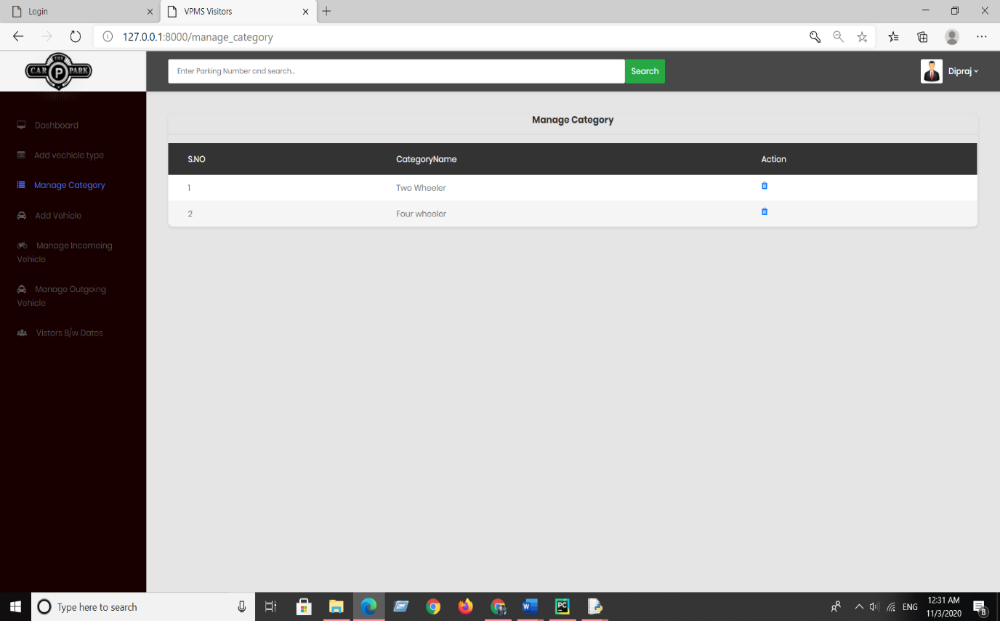 Login
VPMS Visitors
127.0.0.1:8000/manage_category
THE
CAR P PARK
Enter Parking Number and search...
Search
Dipraj
Dashboard
Add vechicle type
Manage Category
Add Vehicle
Manage Incomeing
Vehicle
Manage Outgoing
Vehicle
Vistors B/w Dates
Manage Category
S.NO CategoryName Action
1 Two Wheeler
2 Four wheeler
Type here to search
W
PC
ENG
12:31 AM
11/3/2020
8